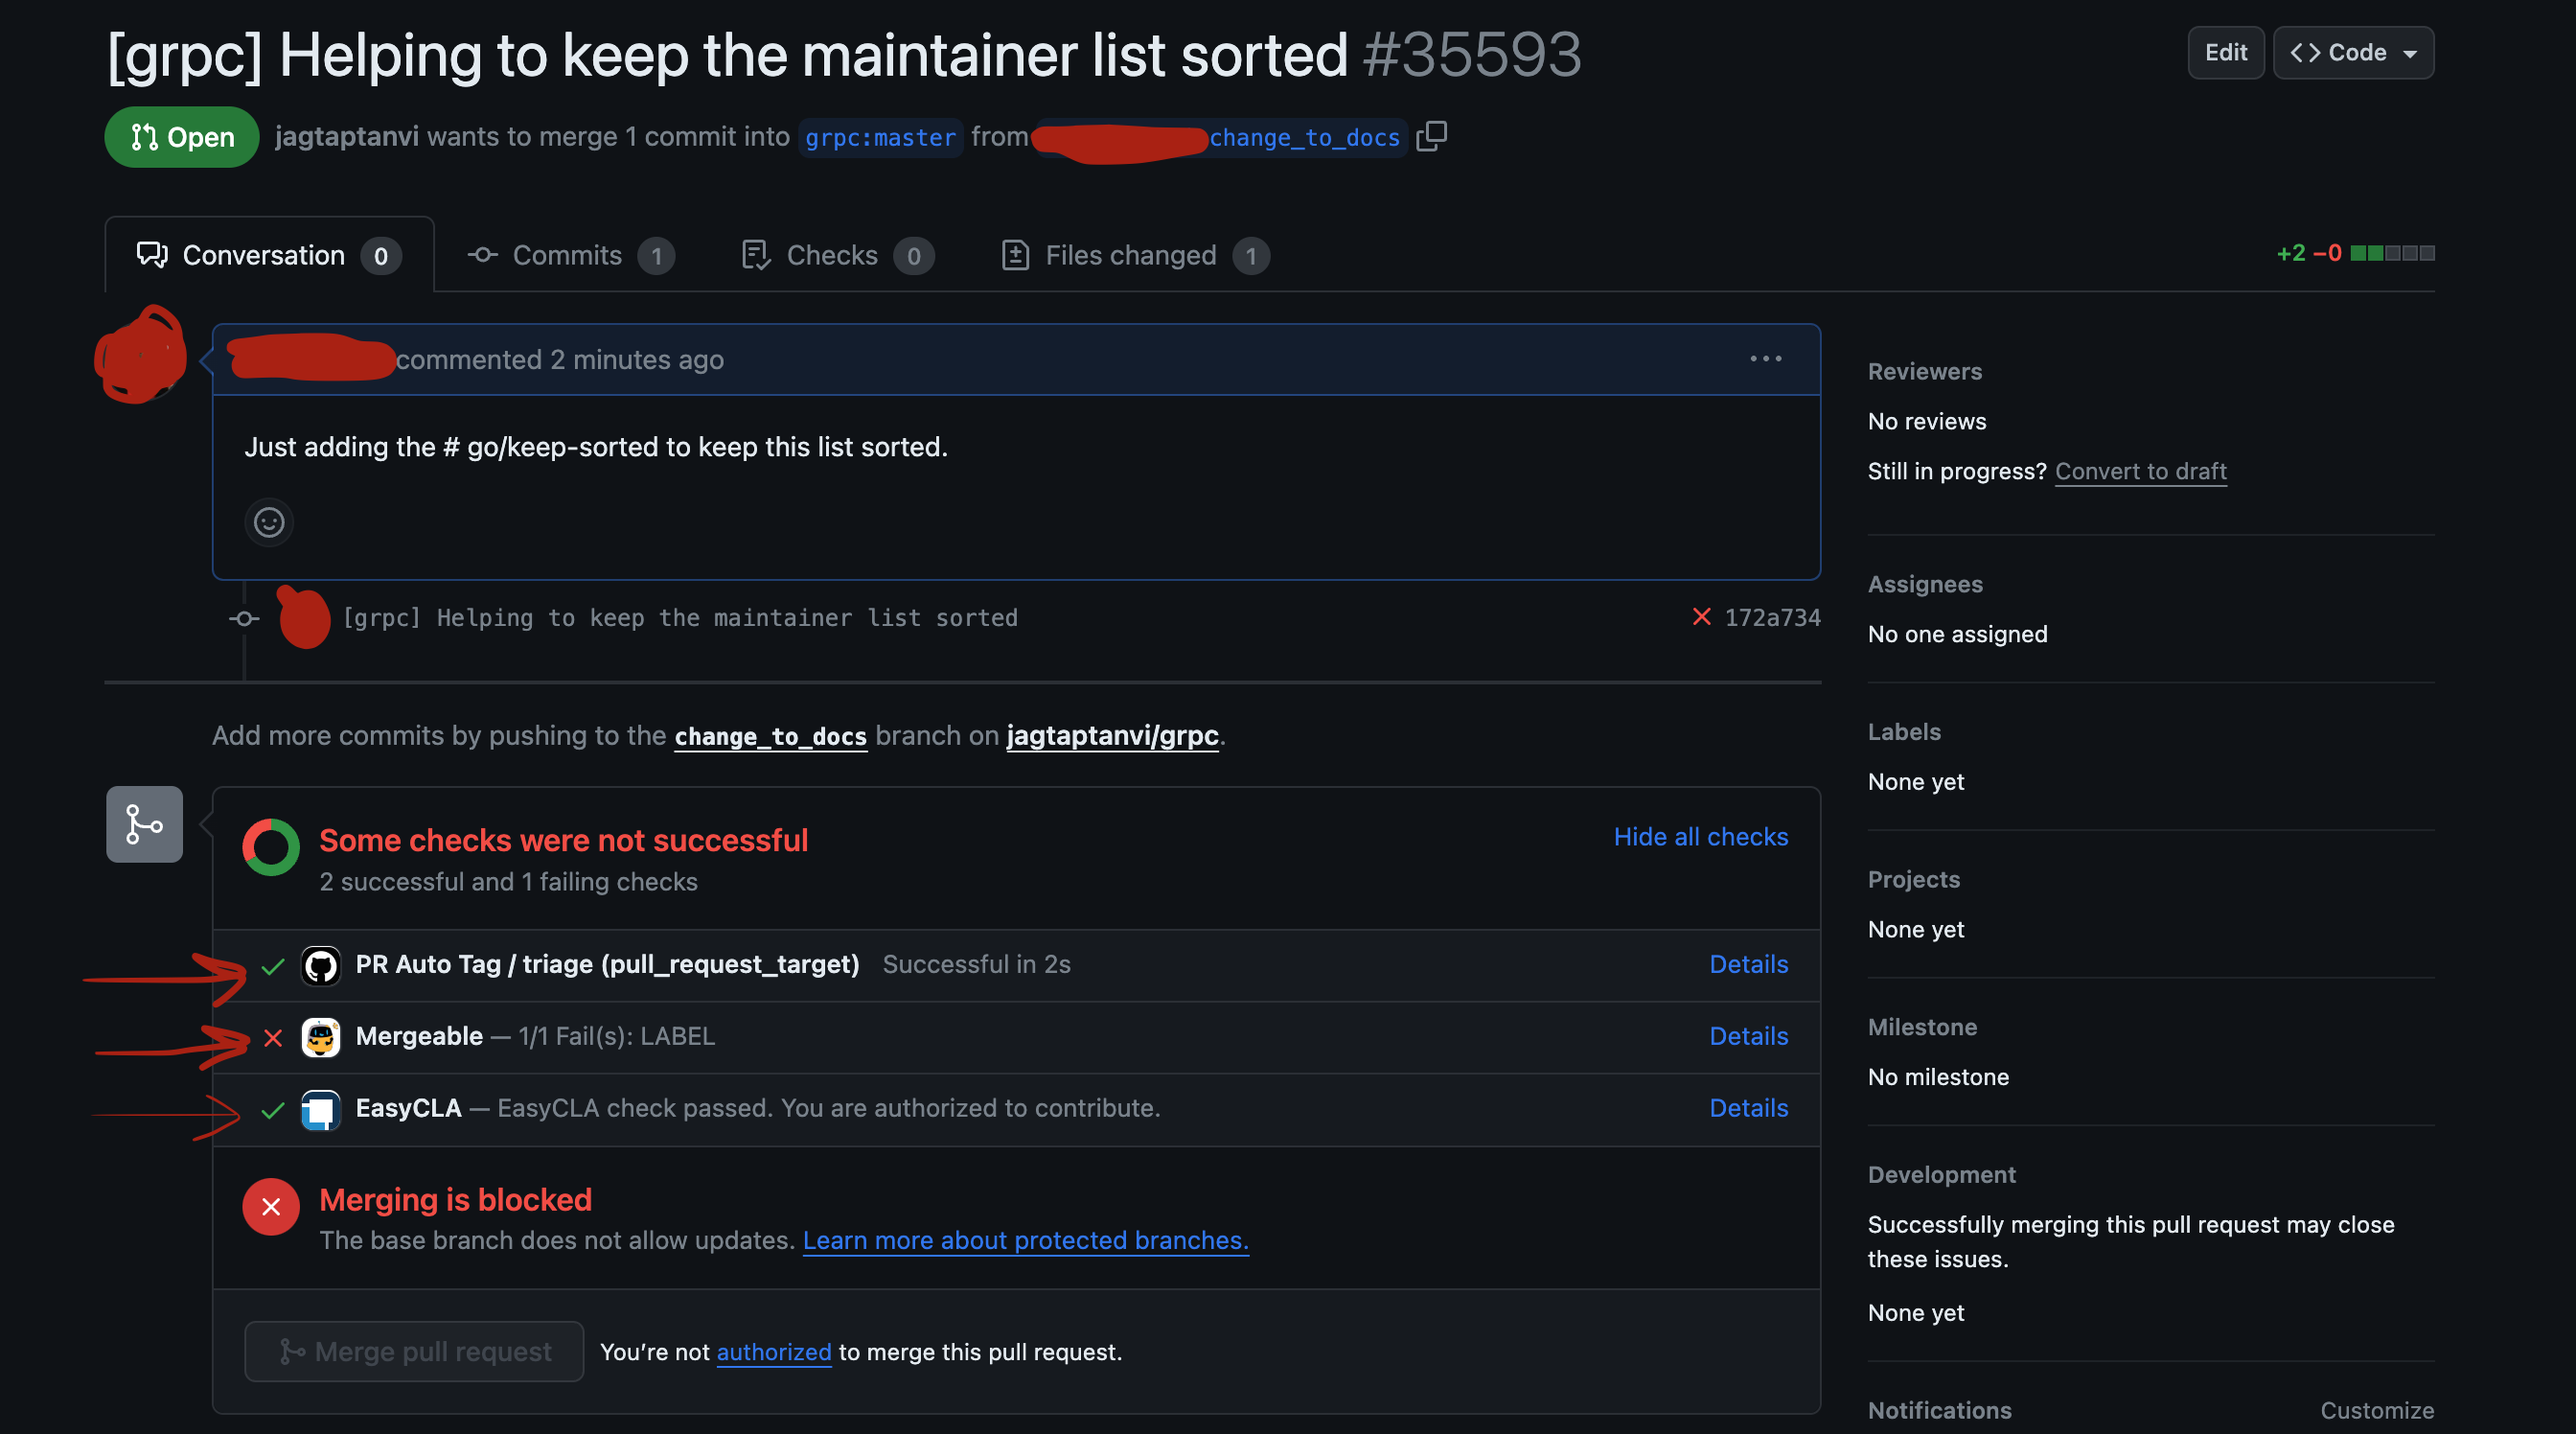 [grpc] Helping to keep the maintainer list sorted #35593
Edit
Code
Open
jagtaptanvi wants to merge 1 commit into grpc:master from change_to_docs
Conversation 0
Commits 1
Checks 0
Files changed 1
+2 −0
commented 2 minutes ago
Just adding the # go/keep-sorted to keep this list sorted.
[grpc] Helping to keep the maintainer list sorted
172a734
Add more commits by pushing to the change_to_docs branch on jagtaptanvi/grpc.
Some checks were not successful
2 successful and 1 failing checks
Hide all checks
PR Auto Tag / triage (pull_request_target) Successful in 2s
Details
Mergeable — 1/1 Fail(s): LABEL
Details
EasyCLA — EasyCLA check passed. You are authorized to contribute.
Details
Merging is blocked
The base branch does not allow updates. Learn more about protected branches.
Merge pull request
You're not authorized to merge this pull request.
Reviewers
No reviews
Still in progress? Convert to draft
Assignees
No one assigned
Labels
None yet
Projects
None yet
Milestone
No milestone
Development
Successfully merging this pull request may close
these issues.
None yet
Notifications
Customize